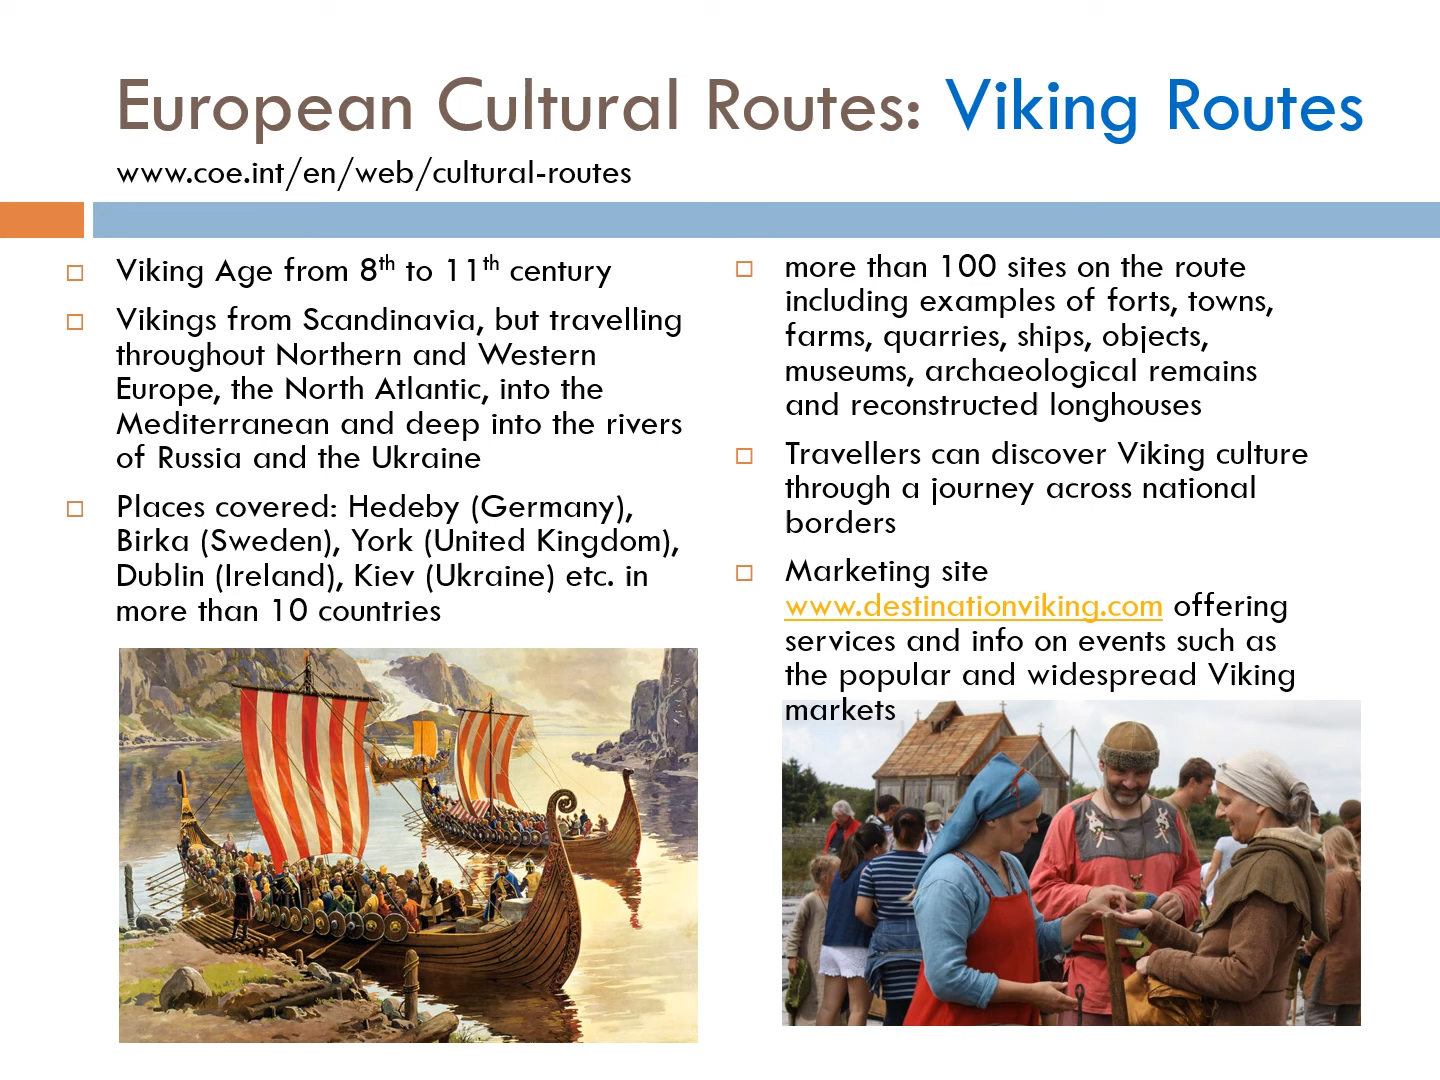 European Cultural Routes: Viking Routes
www.coe.int/en/web/cultural-routes
Viking Age from 8th to 11th century
Vikings from Scandinavia, but travelling
throughout Northern and Western
Europe, the North Atlantic, into the
Mediterranean and deep into the rivers
of Russia and the Ukraine
Places covered: Hedeby (Germany),
Birka (Sweden), York (United Kingdom),
Dublin (Ireland), Kiev (Ukraine) etc. in
more than 10 countries
more than 100 sites on the route
including examples of forts, towns,
farms, quarries, ships, objects,
museums, archaeological remains
and reconstructed longhouses
Travellers can discover Viking culture
through a journey across national
borders
Marketing site
www.destinationviking.com offering
services and info on events such as
the popular and widespread Viking
markets